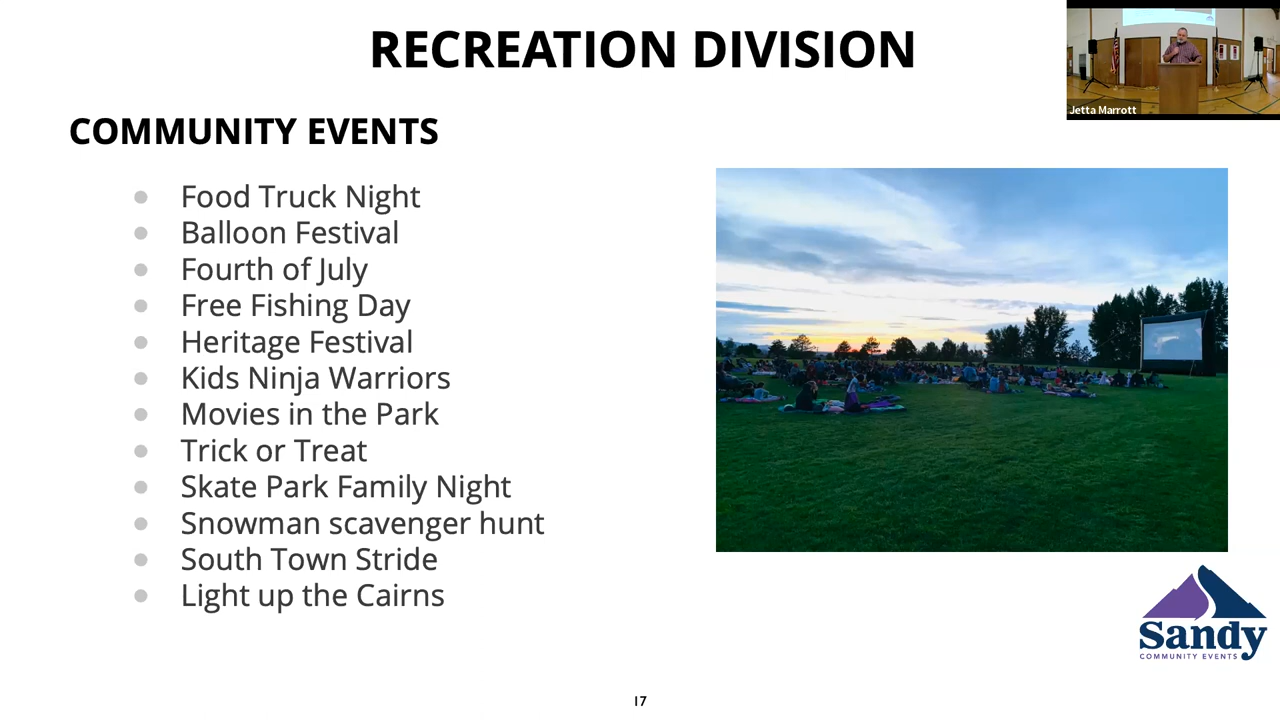 RECREATION DIVISION
Jetta Marrott
COMMUNITY EVENTS
Food Truck Night
Balloon Festival
Fourth of July
Free Fishing Day
Heritage Festival
Kids Ninja Warriors
Movies in the Park
Trick or Treat
Skate Park Family Night
Snowman scavenger hunt
South Town Stride
Light up the Cairns
Sandy
COMMUNITY EVENTS
17